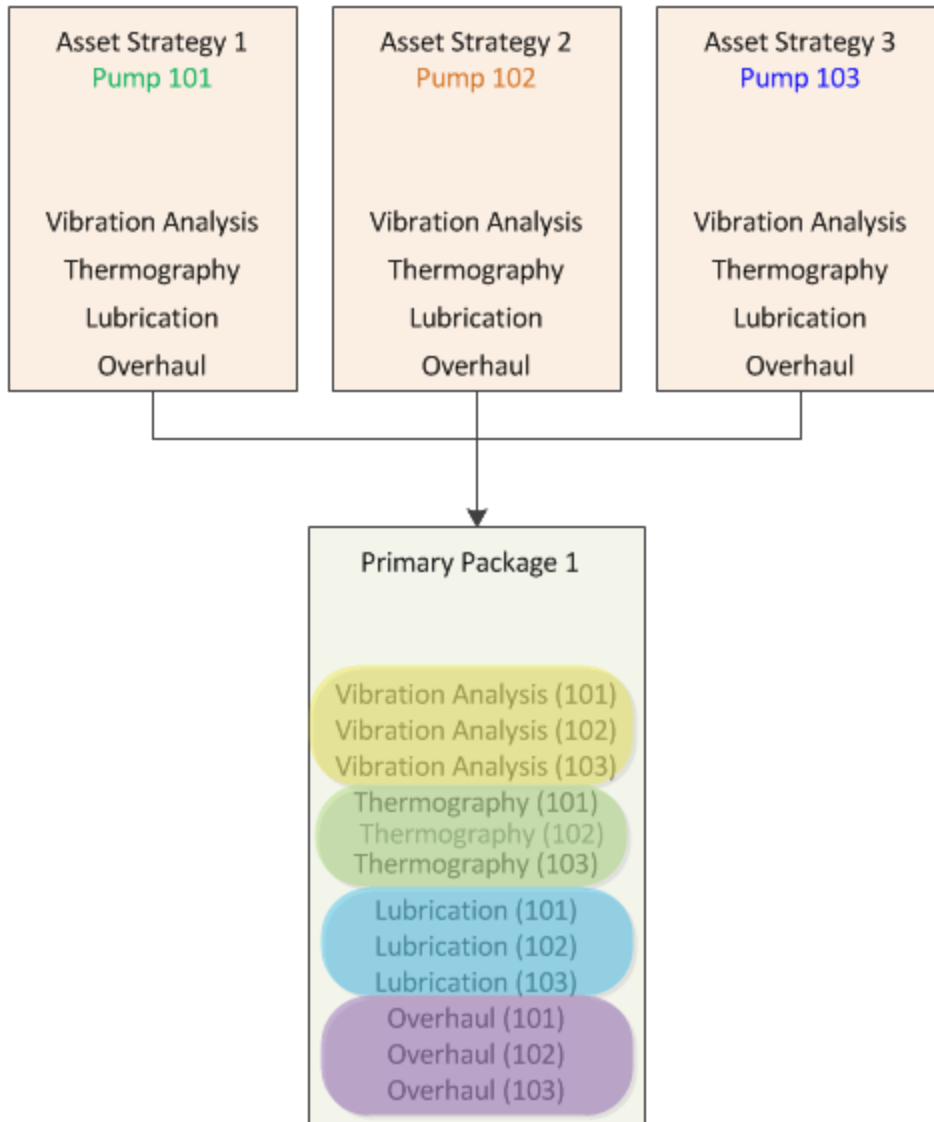 Asset Strategy 1
Pump 101
Vibration Analysis
Thermography
Lubrication
Overhaul
Asset Strategy 2
Pump 102
Vibration Analysis
Thermography
Lubrication
Overhaul
Asset Strategy 3
Pump 103
Vibration Analysis
Thermography
Lubrication
Overhaul
Primary Package 1
Vibration Analysis (101)
Vibration Analysis (102)
Vibration Analysis (103)
Thermography (101)
Thermography (102)
Thermography (103)
Lubrication (101)
Lubrication (102)
Lubrication (103)
Overhaul (101)
Overhaul (102)
Overhaul (103)